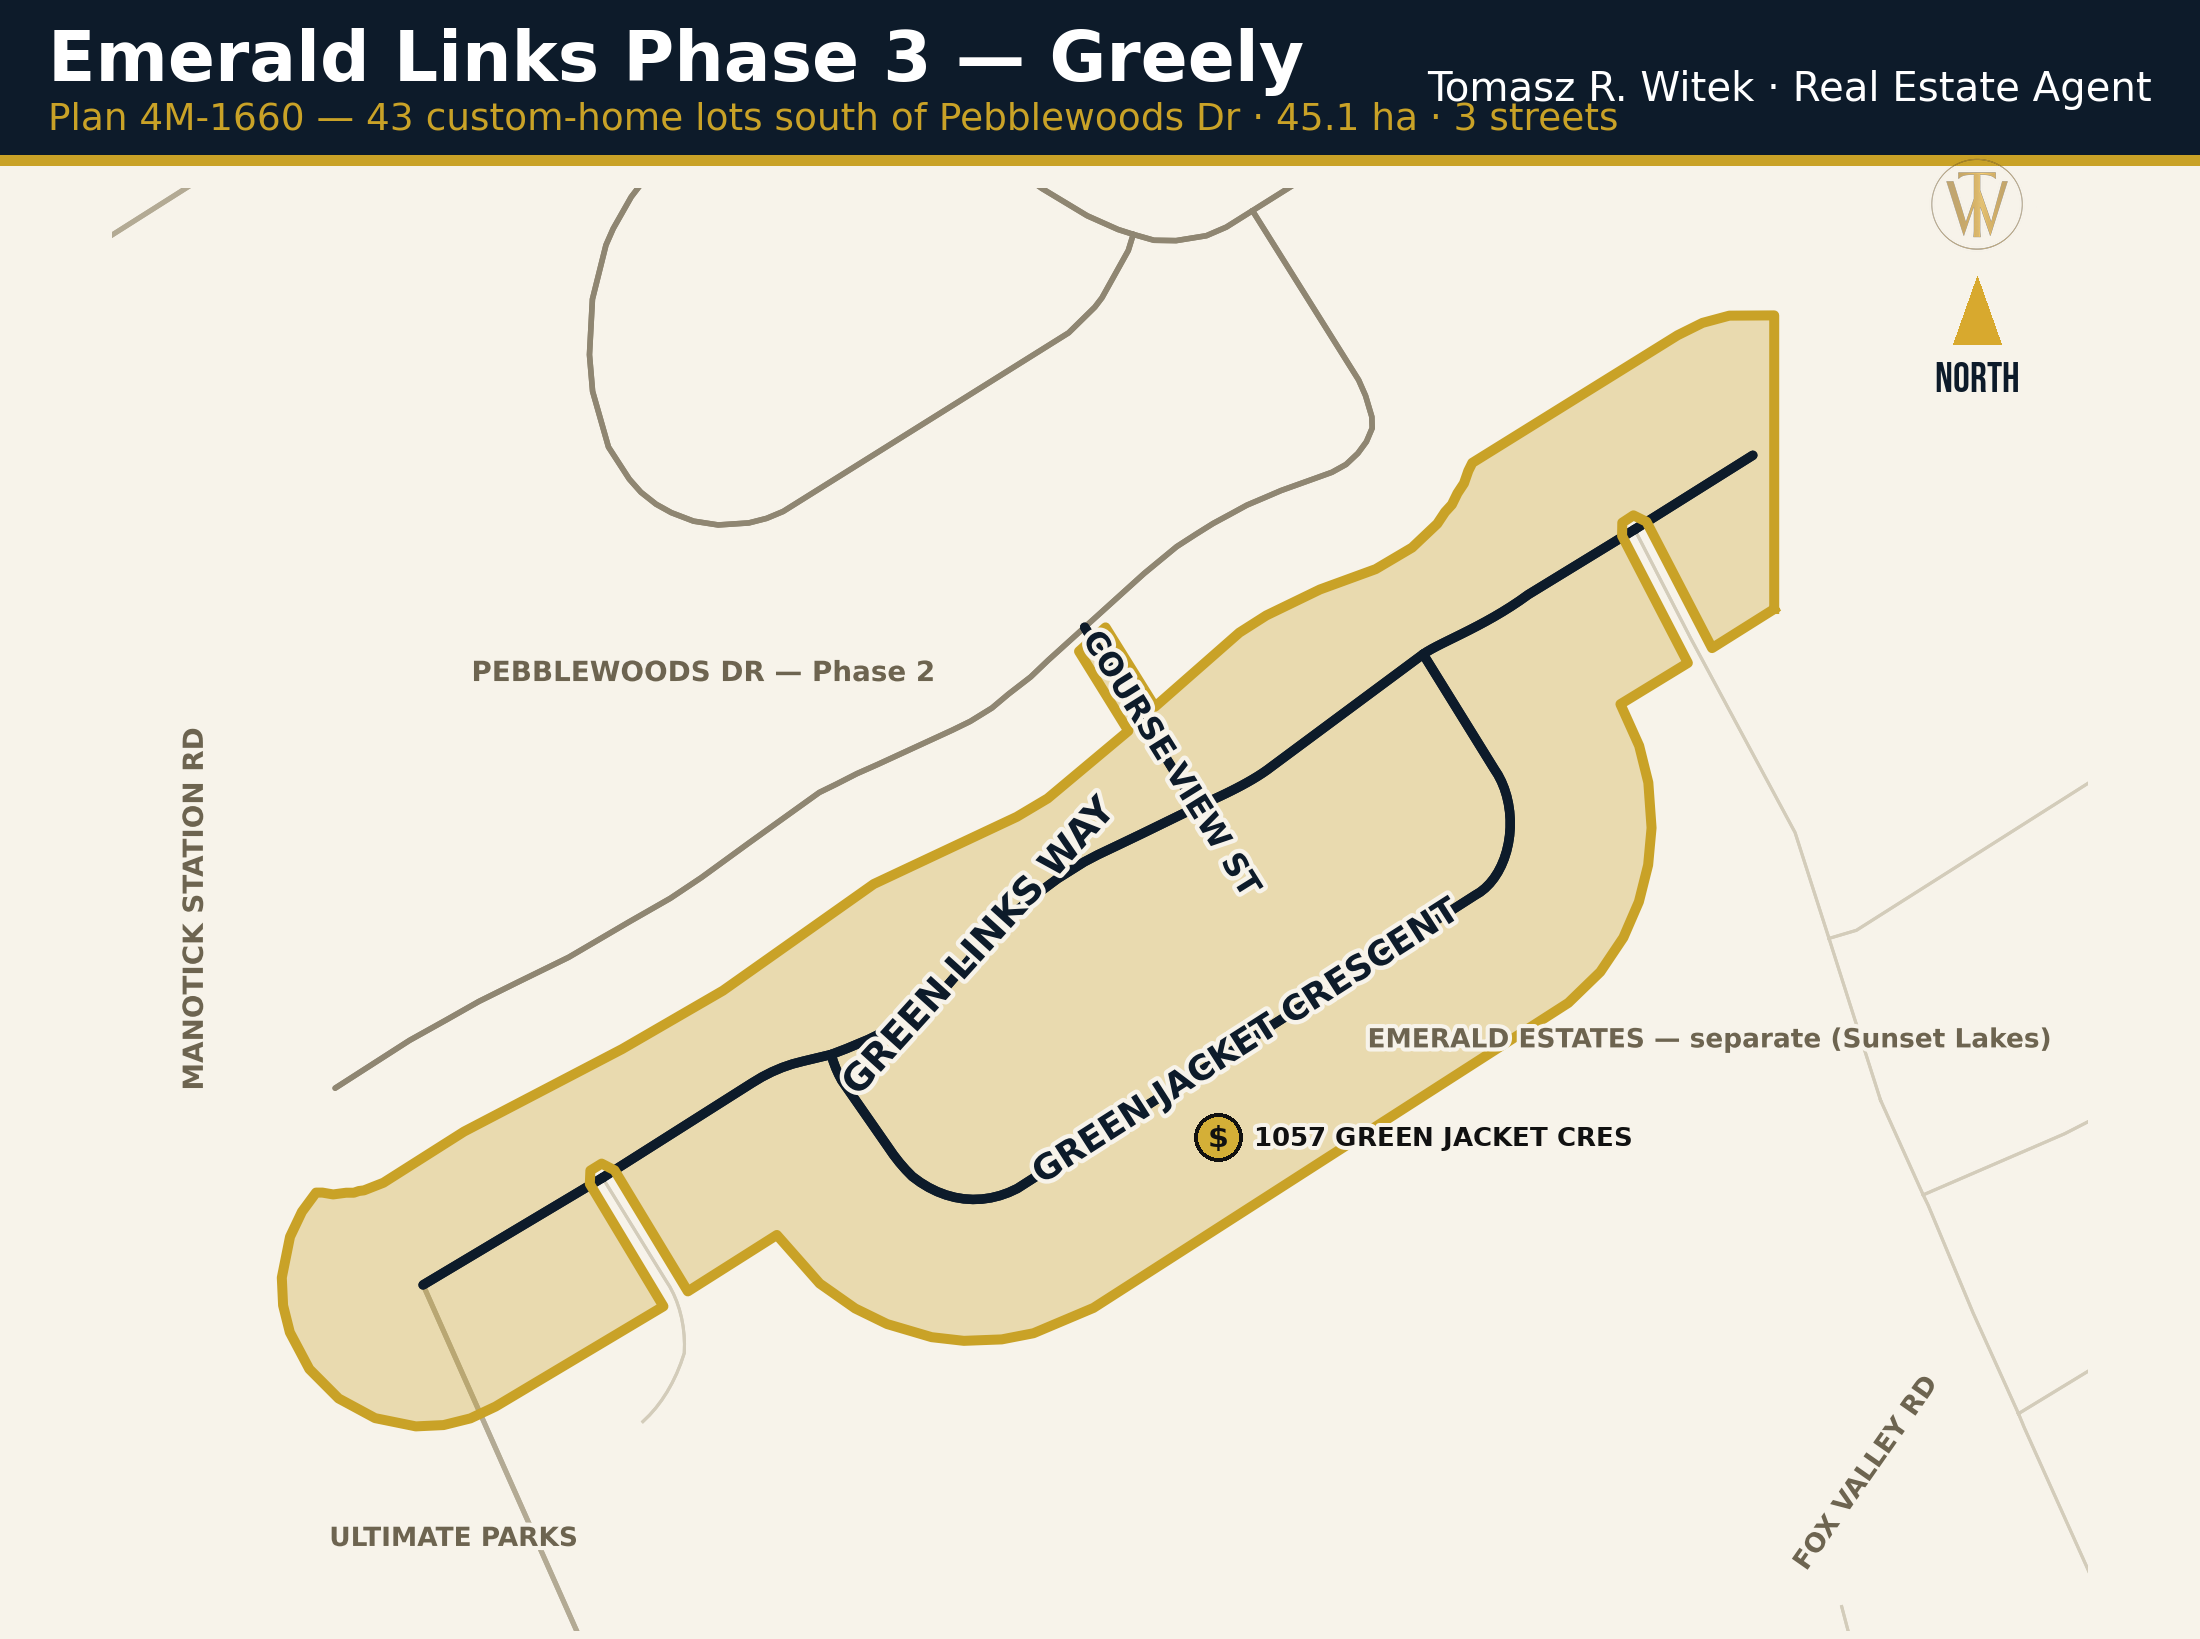 Emerald Links Phase 3 — Greely
Tomasz R. Witek · Real Estate Agent
Plan 4M-1660 — 43 custom-home lots south of Pebblewoods Dr · 45.1 ha · 3 streets
TW
NORTH
PEBBLEWOODS DR — Phase 2
COURSE VIEW ST
MANOTICK STATION RD
GREEN LINKS WAY
GREEN JACKET CRESCENT
EMERALD ESTATES — separate (Sunset Lakes)
$ 1057 GREEN JACKET CRES
FOX VALLEY RD
ULTIMATE PARKS